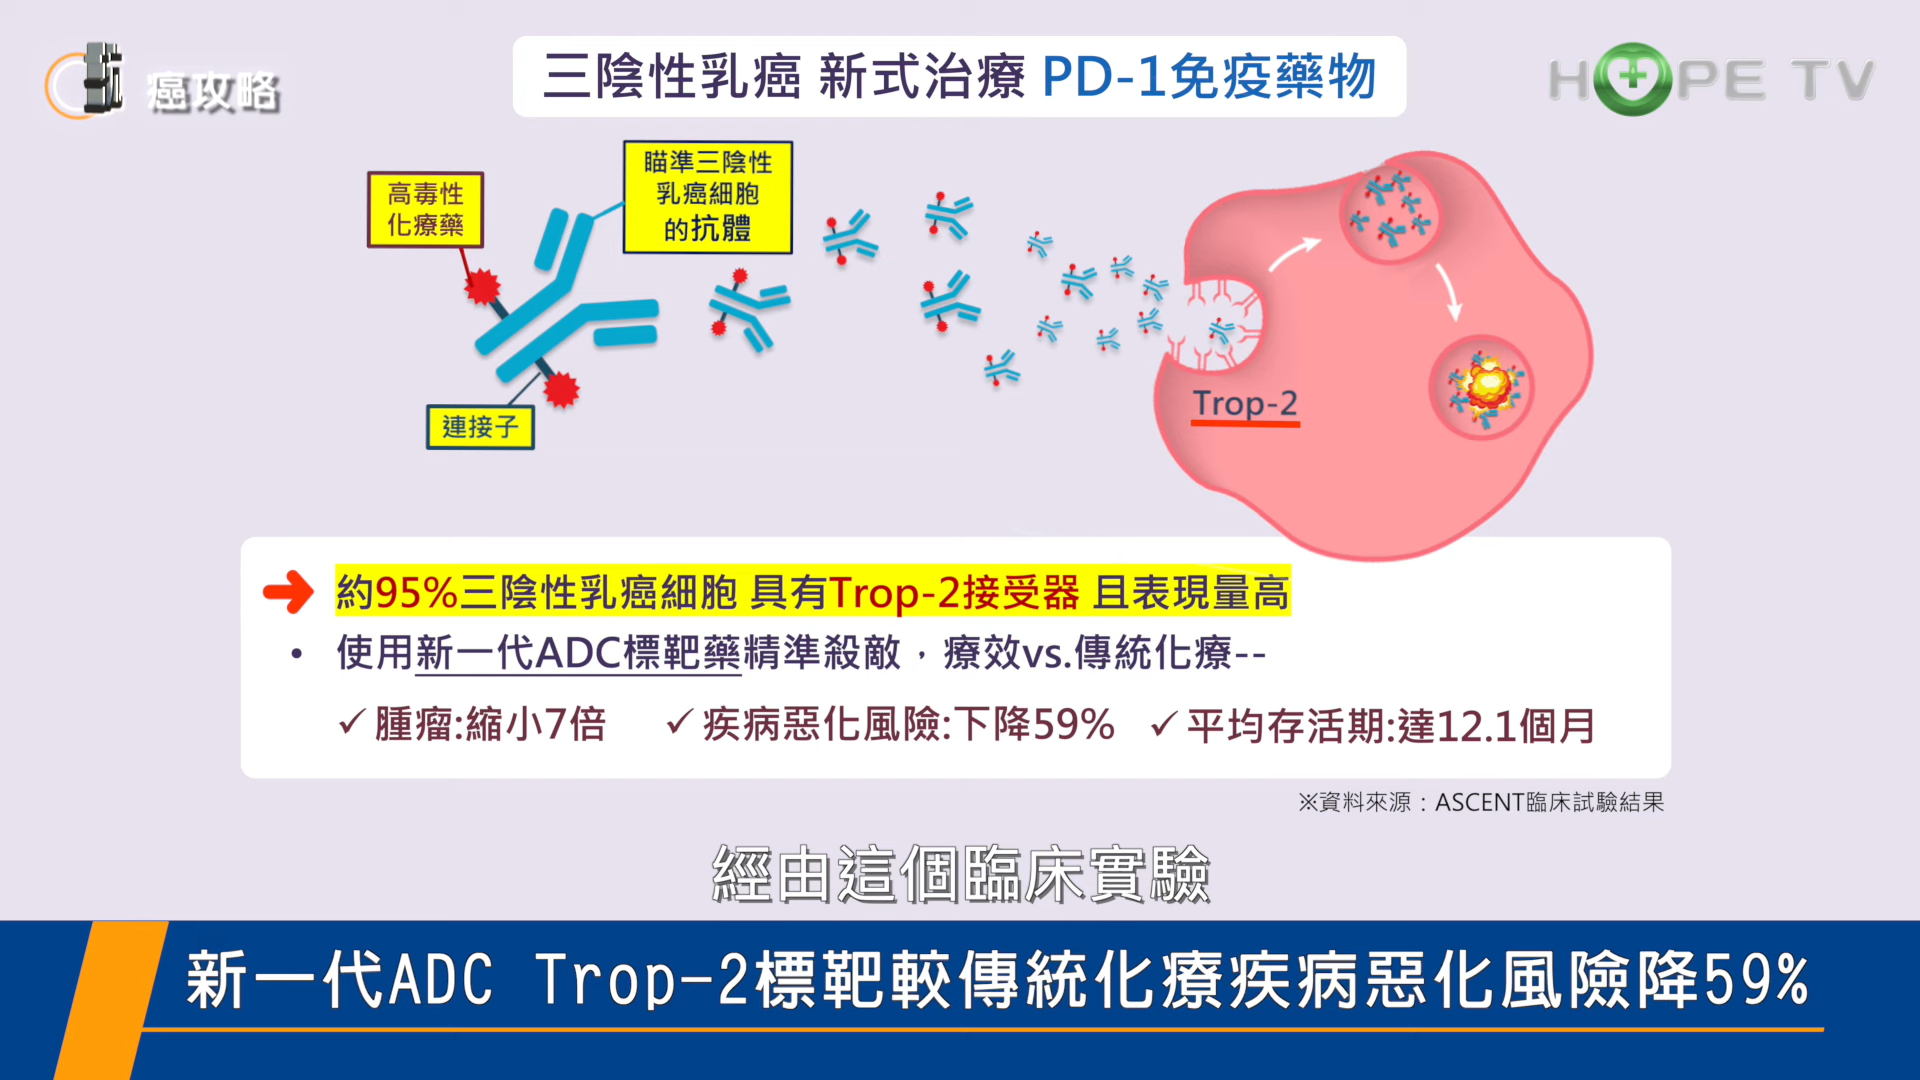 癌攻略
三陰性乳癌 新式治療 PD-1免疫藥物
HOPE TV
高毒性
化療藥
瞄準三陰性
乳癌細胞
的抗體
連接子
Trop-2
約95%三陰性乳癌細胞 具有Trop-2接受器 且表現量高
• 使用新一代ADC標靶藥精準殺敵，療效vs.傳統化療--
✓腫瘤:縮小7倍 ✓疾病惡化風險:下降59% ✓平均存活期:達12.1個月
※資料來源：ASCENT臨床試驗結果
經由這個臨床實驗
新一代ADC Trop-2標靶較傳統化療疾病惡化風險降59%